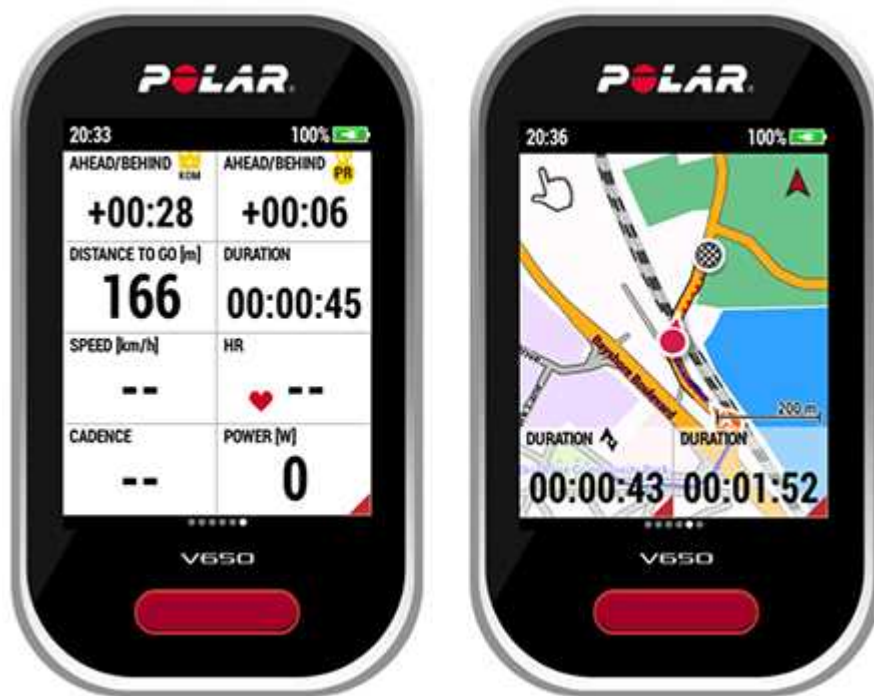 POLAR
20:33 100%
AHEAD/BEHIND KOM AHEAD/BEHIND PR
+00:28 +00:06
DISTANCE TO GO [m] DURATION
166 00:00:45
SPEED [km/h] HR
-- --
CADENCE POWER [W]
-- 0
V650
POLAR
20:36 100%
Bayshore Boulevard
200 m
DURATION DURATION
00:00:43 00:01:52
V650